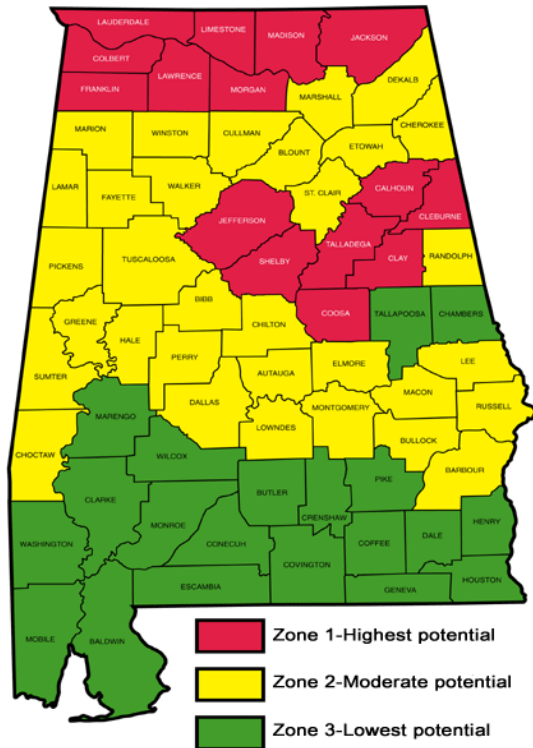 LAUDERDALE
LIMESTONE
MADISON
JACKSON
COLBERT
LAWRENCE
FRANKLIN
MORGAN
MARSHALL
DEKALB
CHEROKEE
MARION
WINSTON
CULLMAN
BLOUNT
ETOWAH
LAMAR
FAYETTE
WALKER
ST. CLAIR
CALHOUN
CLEBURNE
JEFFERSON
TALLADEGA
SHELBY
CLAY
RANDOLPH
PICKENS
TUSCALOOSA
BIBB
COOSA
TALLAPOOSA
CHAMBERS
GREENE
HALE
CHILTON
PERRY
ELMORE
LEE
SUMTER
AUTAUGA
MACON
DALLAS
MONTGOMERY
RUSSELL
MARENGO
LOWNDES
BULLOCK
CHOCTAW
WILCOX
BARBOUR
CLARKE
BUTLER
PIKE
CRENSHAW
MONROE
WASHINGTON
CONECUH
COFFEE
DALE
HENRY
COVINGTON
ESCAMBIA
GENEVA
HOUSTON
MOBILE
BALDWIN
Zone 1-Highest potential
Zone 2-Moderate potential
Zone 3-Lowest potential